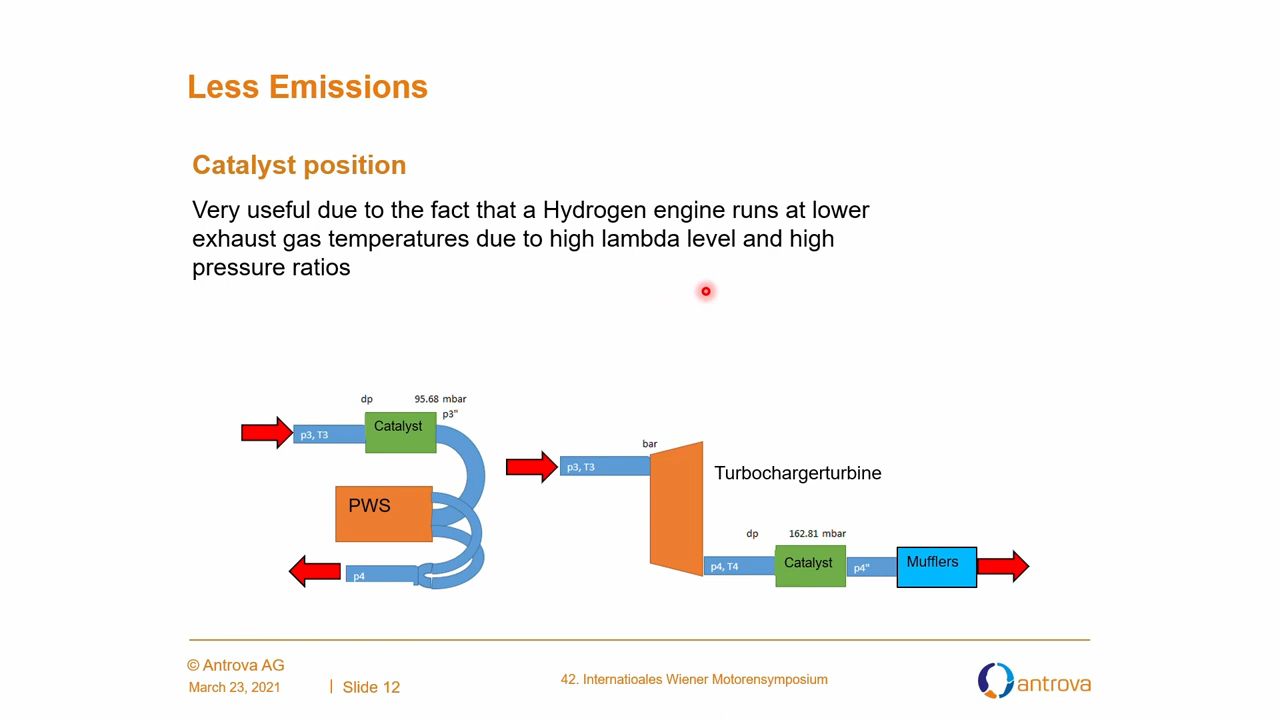 Less Emissions
Catalyst position
Very useful due to the fact that a Hydrogen engine runs at lower
exhaust gas temperatures due to high lambda level and high
pressure ratios
dp 95.68 mbar
p3"
p3, T3
Catalyst
PWS
p4
bar
p3, T3
Turbochargerturbine
dp 162.81 mbar
p4, T4
Catalyst
p4"
Mufflers
© Antrova AG
March 23, 2021 | Slide 12
42. Internatioales Wiener Motorensymposium
antrova